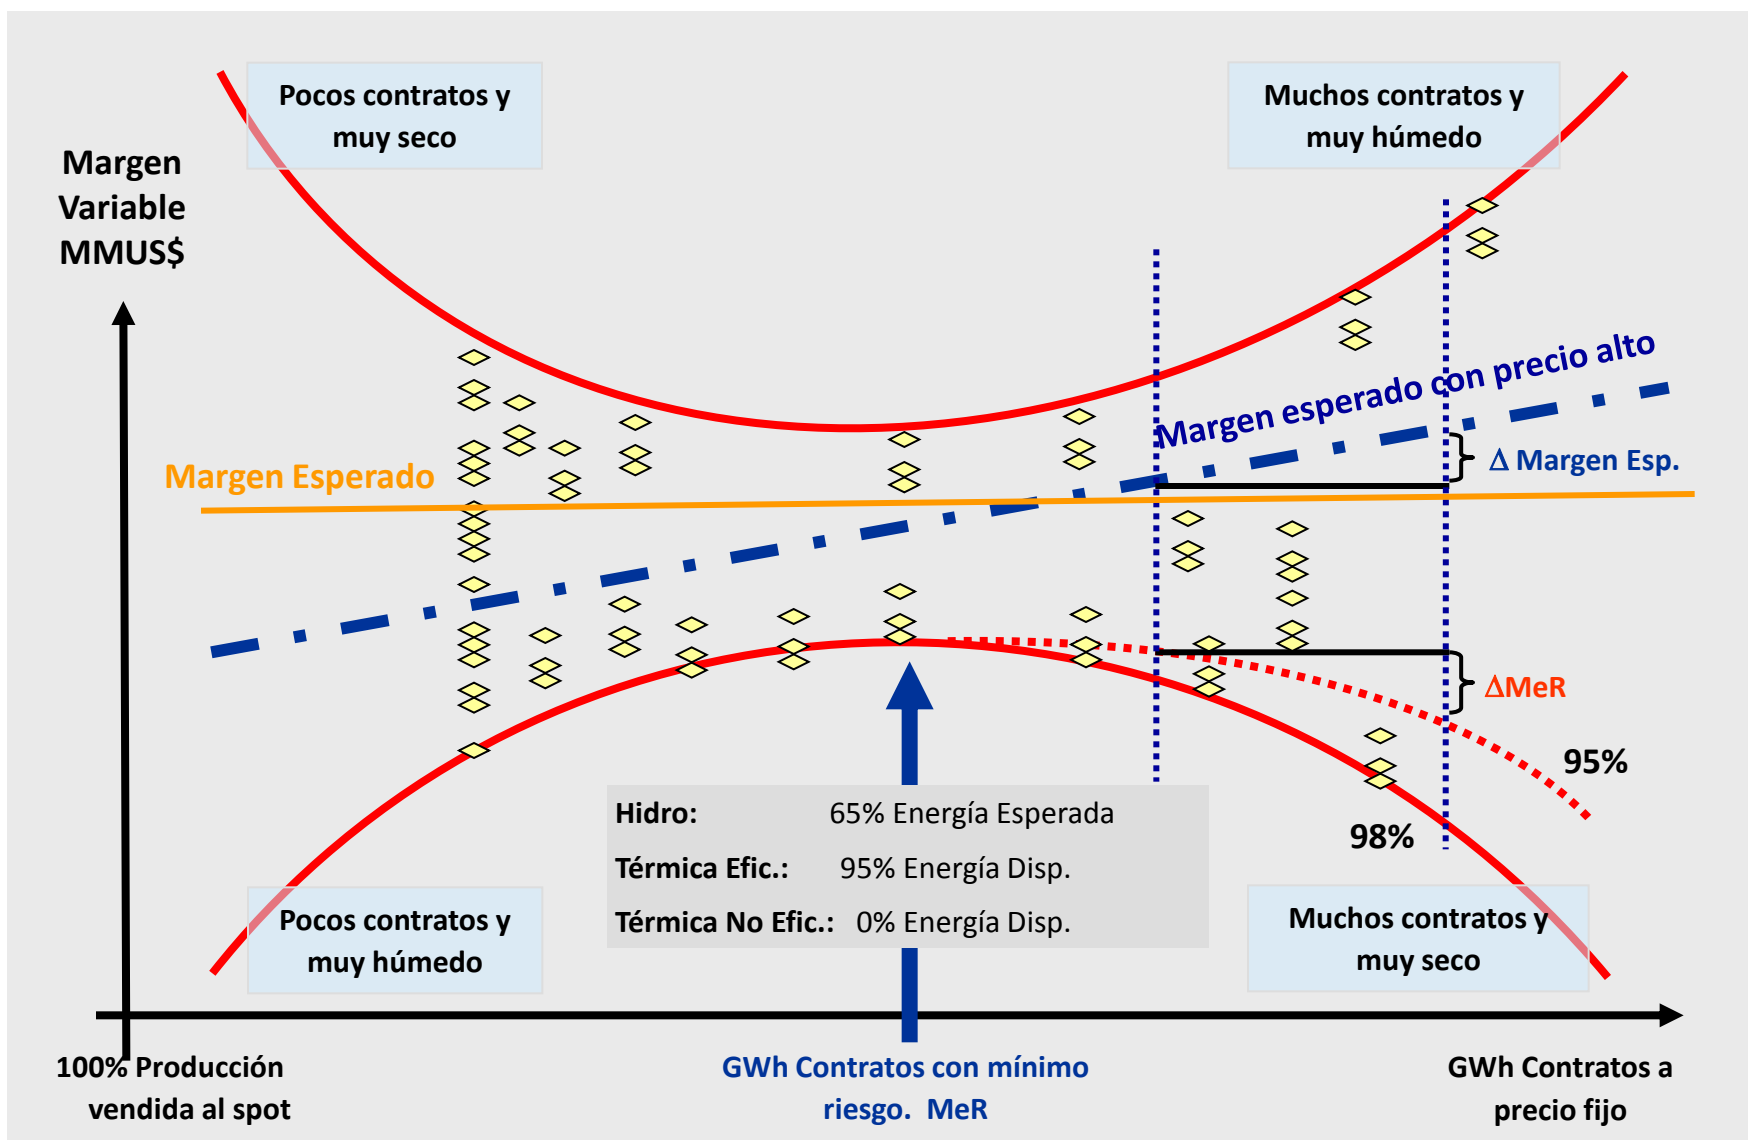 Pocos contratos y
muy seco
Muchos contratos y
muy húmedo
Margen
Variable
MMUS$
Margen esperado con precio alto
Margen Esperado
Δ Margen Esp.
ΔMeR
95%
98%
Hidro: 65% Energía Esperada
Térmica Efic.: 95% Energía Disp.
Térmica No Efic.: 0% Energía Disp.
Pocos contratos y
muy húmedo
Muchos contratos y
muy seco
100% Producción
vendida al spot
GWh Contratos con mínimo
riesgo. MeR
GWh Contratos a
precio fijo